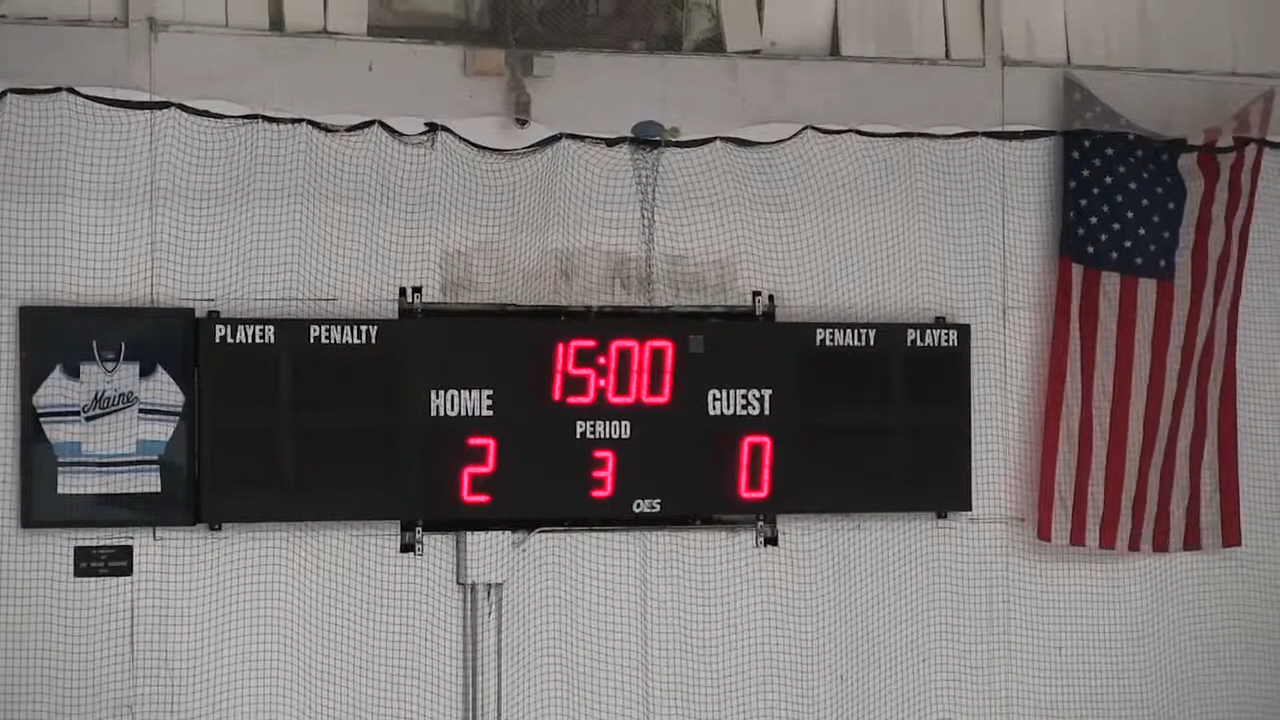 PLAYER PENALTY
15:00
PENALTY PLAYER
HOME
GUEST
PERIOD
2
3
0
OES
Maine